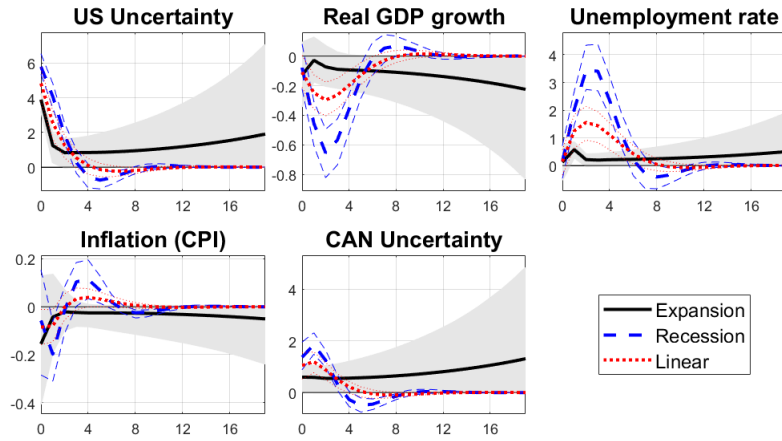 US Uncertainty
Real GDP growth
Unemployment rate
6
4
2
0
0 4 8 12 16
0
-0.2
-0.4
-0.6
-0.8
0 4 8 12 16
4
3
2
1
0
0 4 8 12 16
Inflation (CPI)
CAN Uncertainty
0.2
0
-0.2
-0.4
0 4 8 12 16
4
2
0
0 4 8 12 16
Expansion
Recession
Linear